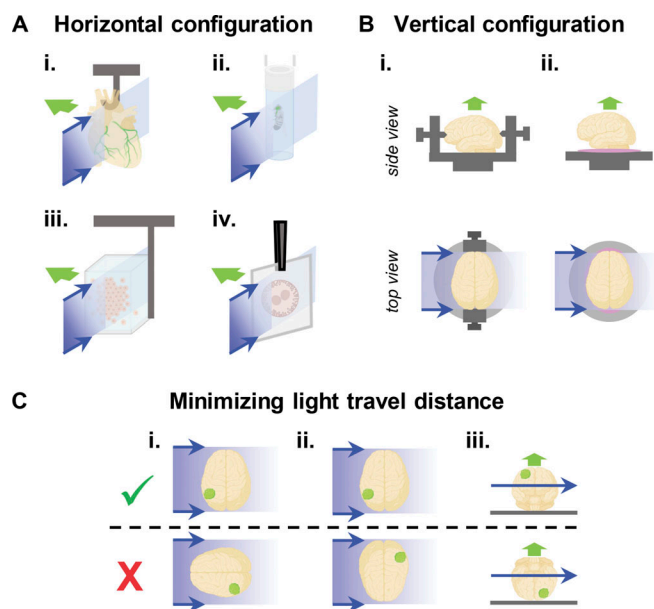 A Horizontal configuration
i. ii.
iii. iv.
B Vertical configuration
i. ii.
side view
top view
C Minimizing light travel distance
i. ii. iii.
X